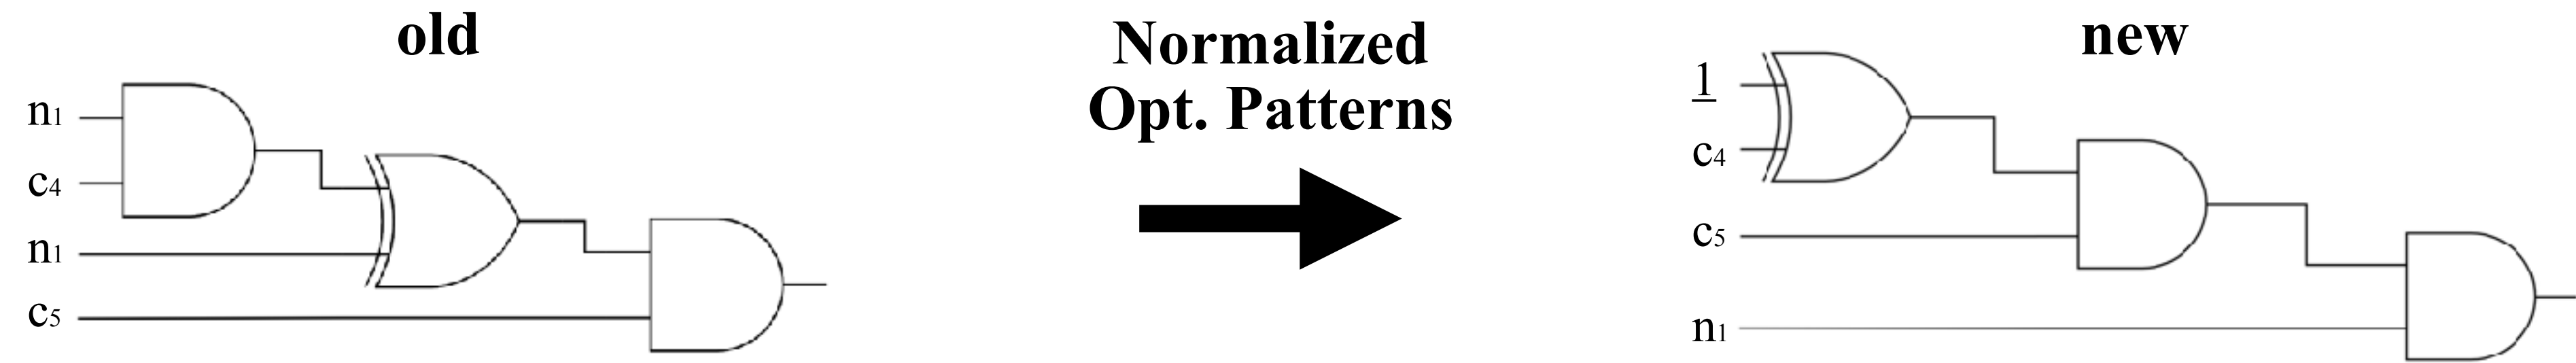 old
n1
c4
n1
c5
Normalized
Opt. Patterns
new
1
c4
c5
n1